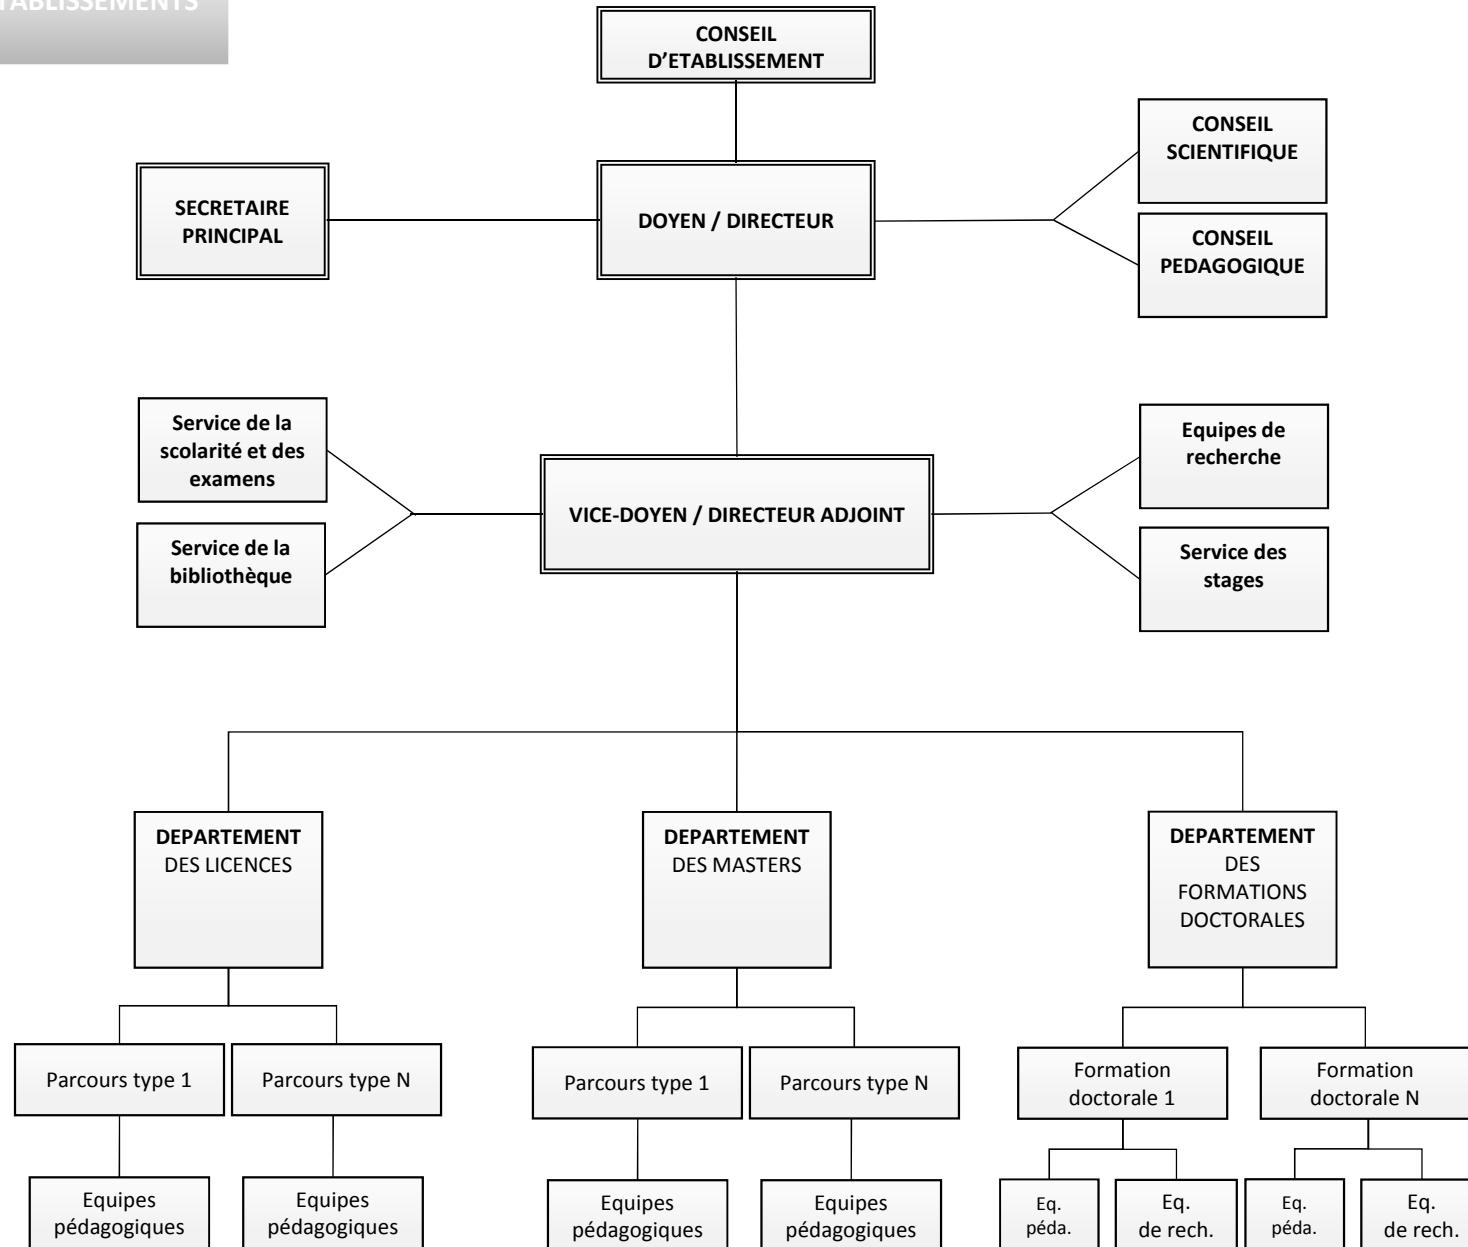 ETABLISSEMENTS
CONSEIL
D’ETABLISSEMENT
CONSEIL
SCIENTIFIQUE
SECRETAIRE
PRINCIPAL
DOYEN / DIRECTEUR
CONSEIL
PEDAGOGIQUE
Service de la
scolarité et des
examens
Equipes de
recherche
VICE-DOYEN / DIRECTEUR ADJOINT
Service de la
bibliothèque
Service des
stages
DEPARTEMENT
DES LICENCES
DEPARTEMENT
DES MASTERS
DEPARTEMENT
DES
FORMATIONS
DOCTORALES
Parcours type 1
Parcours type N
Parcours type 1
Parcours type N
Formation
doctorale 1
Formation
doctorale N
Equipes
pédagogiques
Equipes
pédagogiques
Equipes
pédagogiques
Equipes
pédagogiques
Eq.
péda.
Eq.
de rech.
Eq.
péda.
Eq.
de rech.